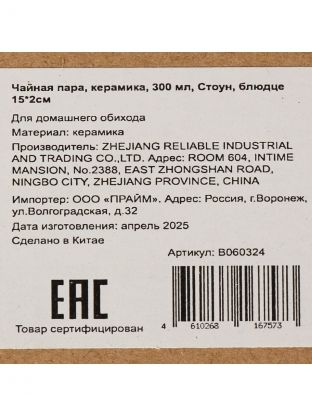 Чайная пара, керамика, 300 мл, Стоун, блюдце
15*2см
Для домашнего обихода
Материал: керамика
Производитель: ZHEJIANG RELIABLE INDUSTRIAL
AND TRADING CO.,LTD. Адрес: ROOM 604, INTIME
MANSION, No.2388, EAST ZHONGSHAN ROAD,
NINGBO CITY, ZHEJIANG PROVINCE, CHINA
Импортер: ООО «ПРАЙМ». Адрес: Россия, г.Воронеж,
ул.Волгоградская, д.32
Дата изготовления: апрель 2025
Сделано в Китае
Артикул: B060324
EAC
Товар сертифицирован
4 610268 167573